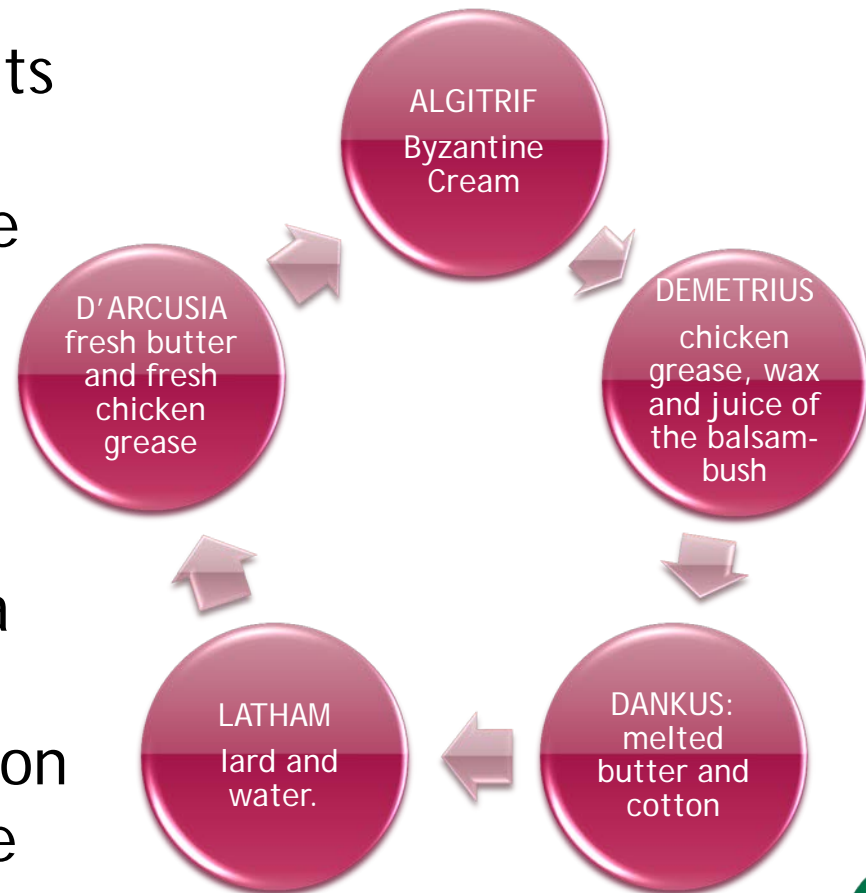 ts
e
a
on
e
ALGITRIF
Byzantine
Cream
DEMETRIUS
chicken
grease, wax
and juice of
the balsam-
bush
DANKUS:
melted
butter and
cotton
LATHAM
lard and
water.
D'ARCUSIA
fresh butter
and fresh
chicken
grease